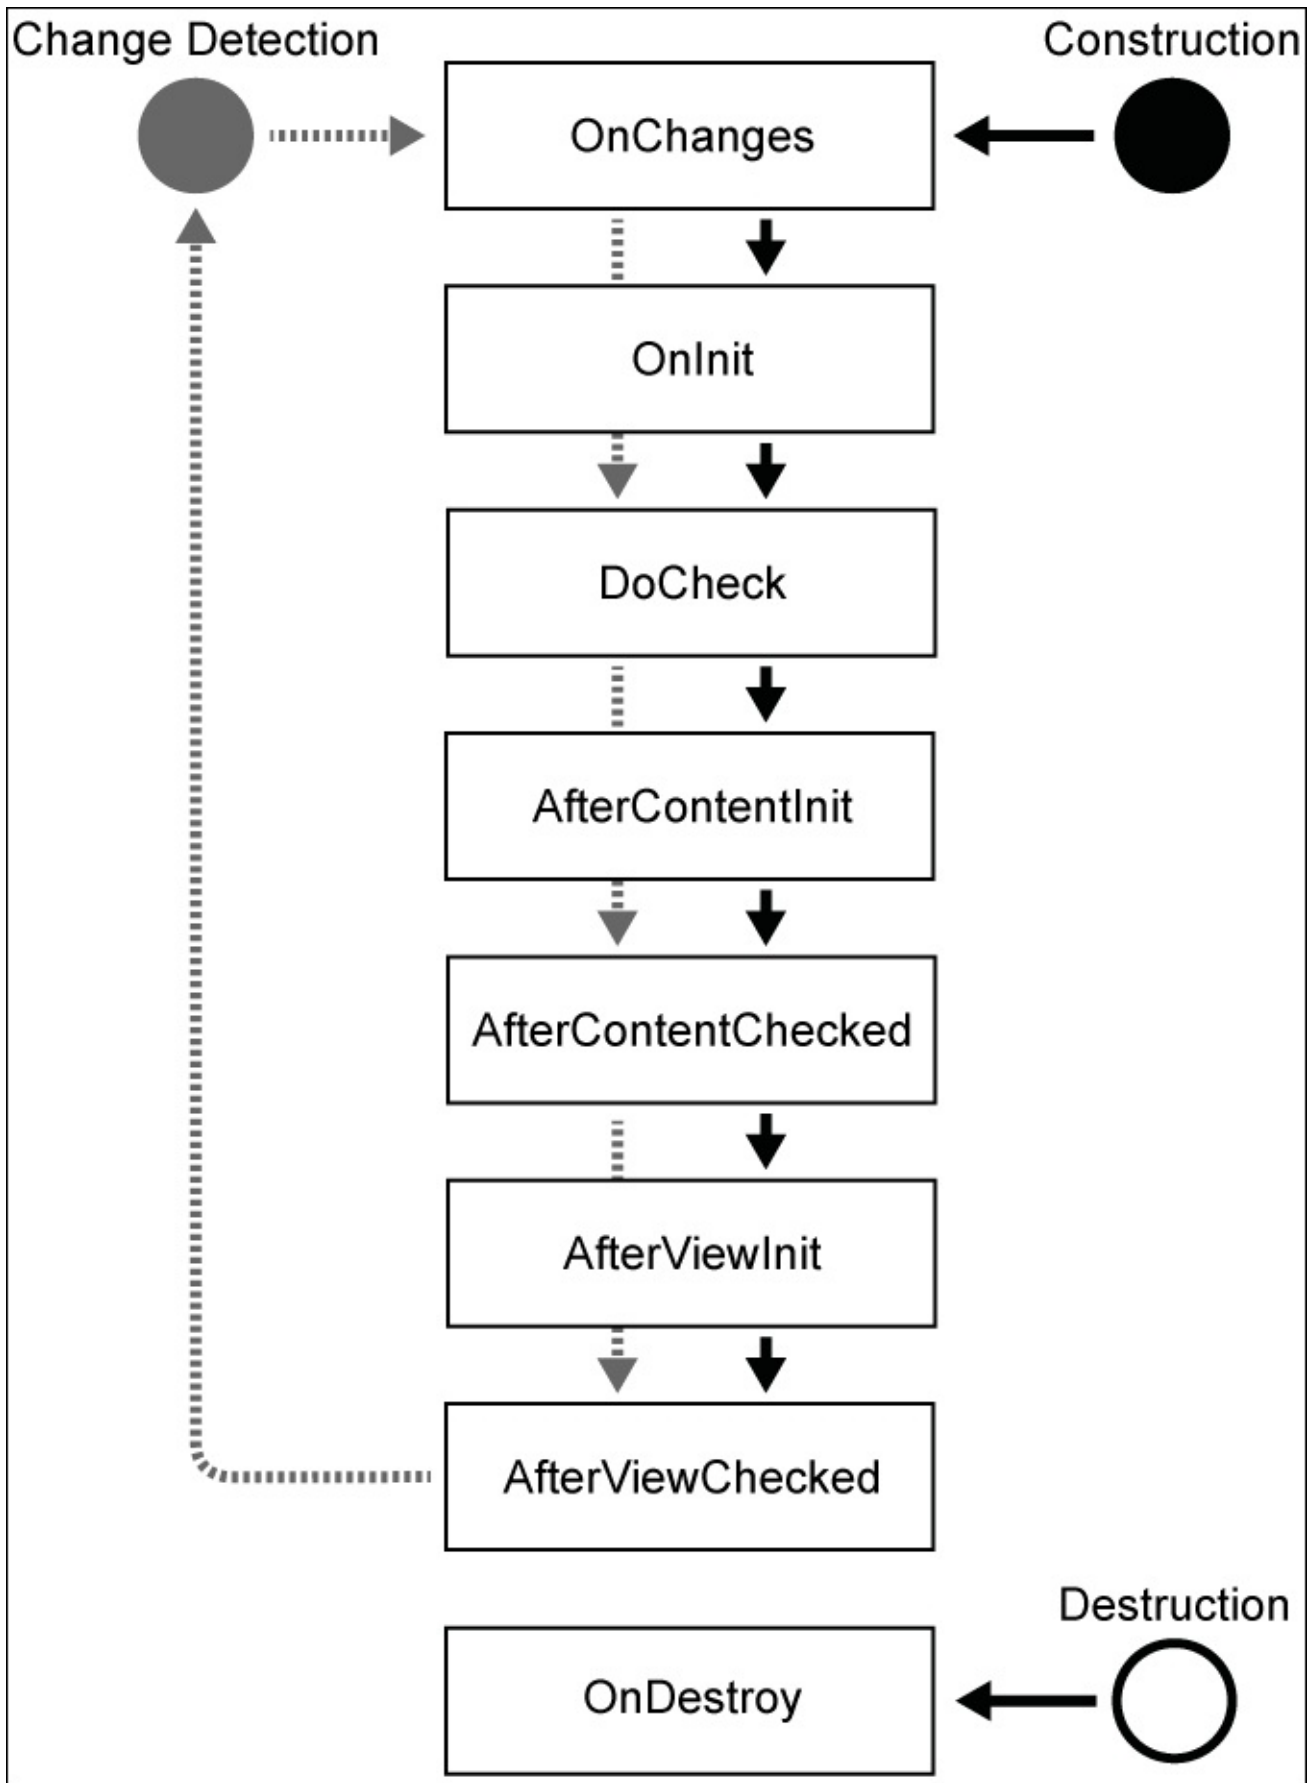 Change Detection
Construction
OnChanges
OnInit
DoCheck
AfterContentInit
AfterContentChecked
AfterViewInit
AfterViewChecked
Destruction
OnDestroy